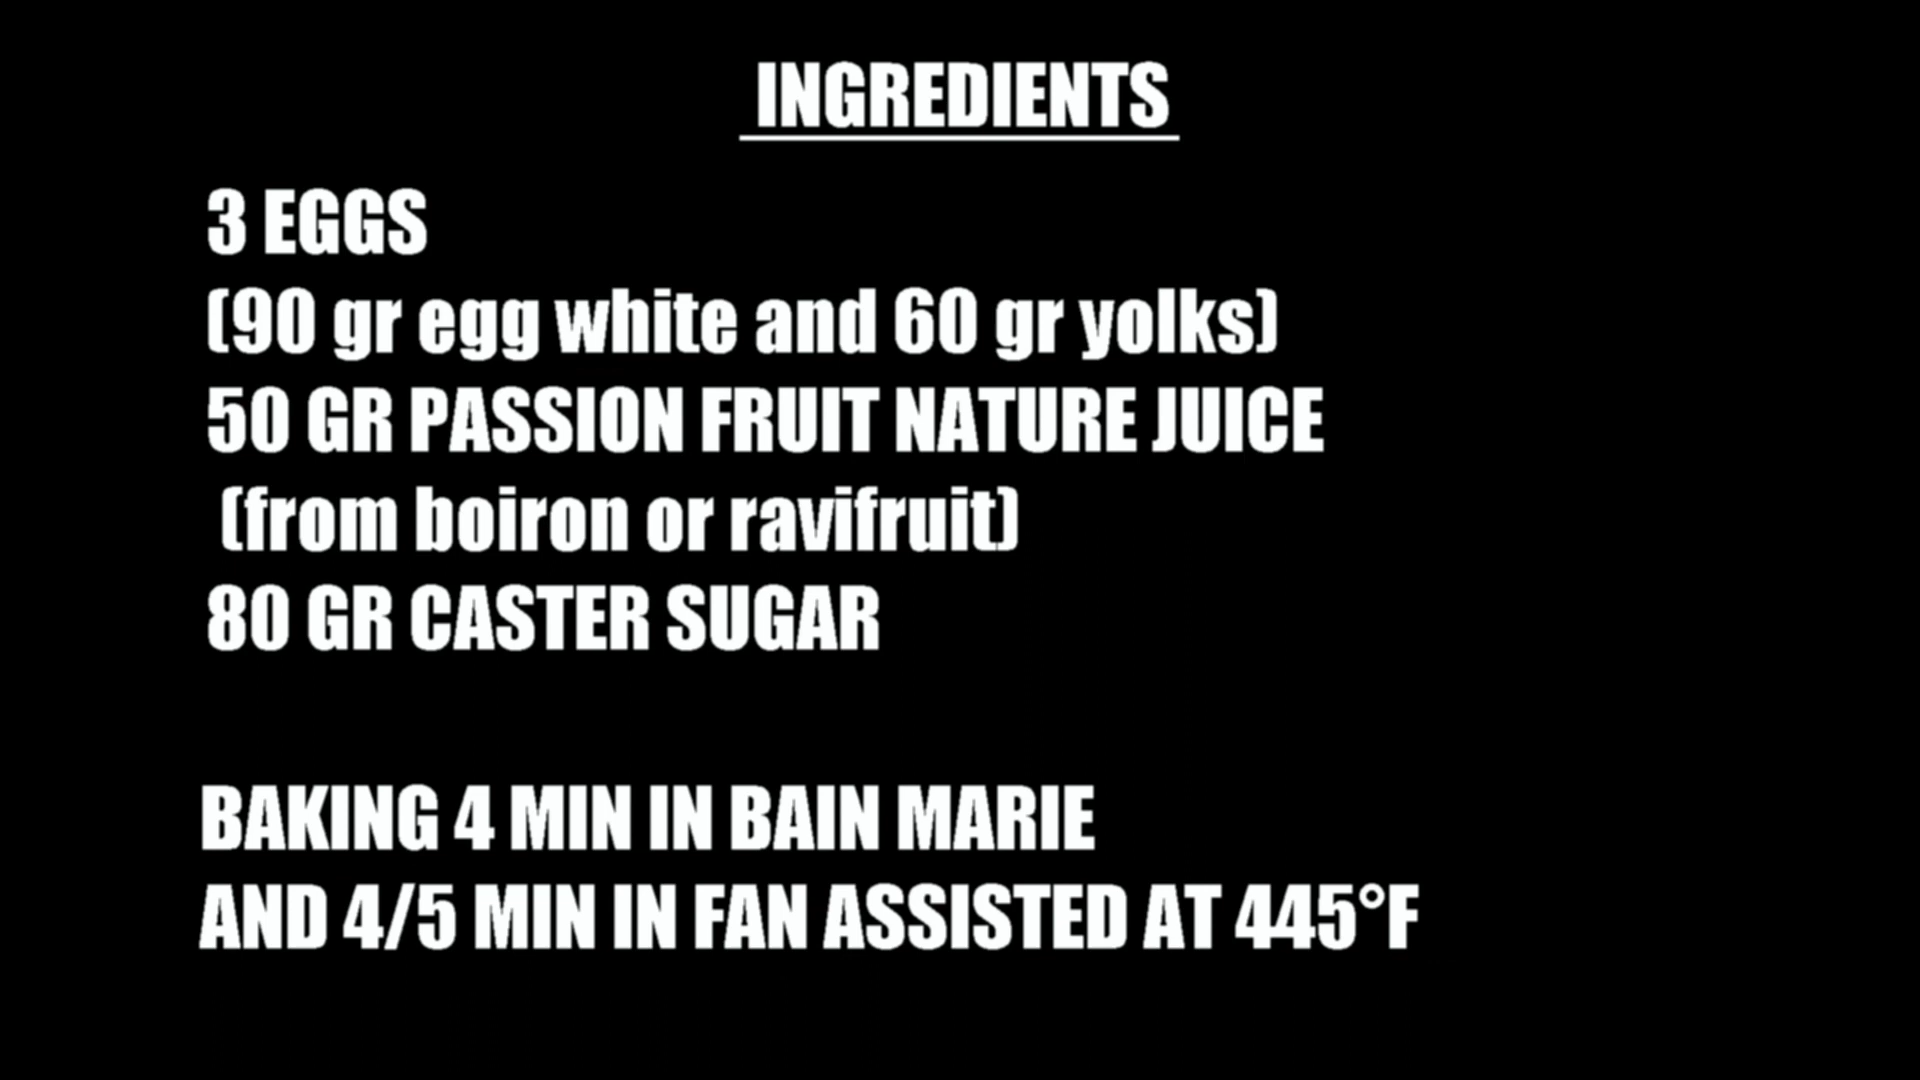 INGREDIENTS
3 EGGS
(90 gr egg white and 60 gr yolks)
50 GR PASSION FRUIT NATURE JUICE
(from boiron or ravifruit)
80 GR CASTER SUGAR
BAKING 4 MIN IN BAIN MARIE
AND 4/5 MIN IN FAN ASSISTED AT 445°F